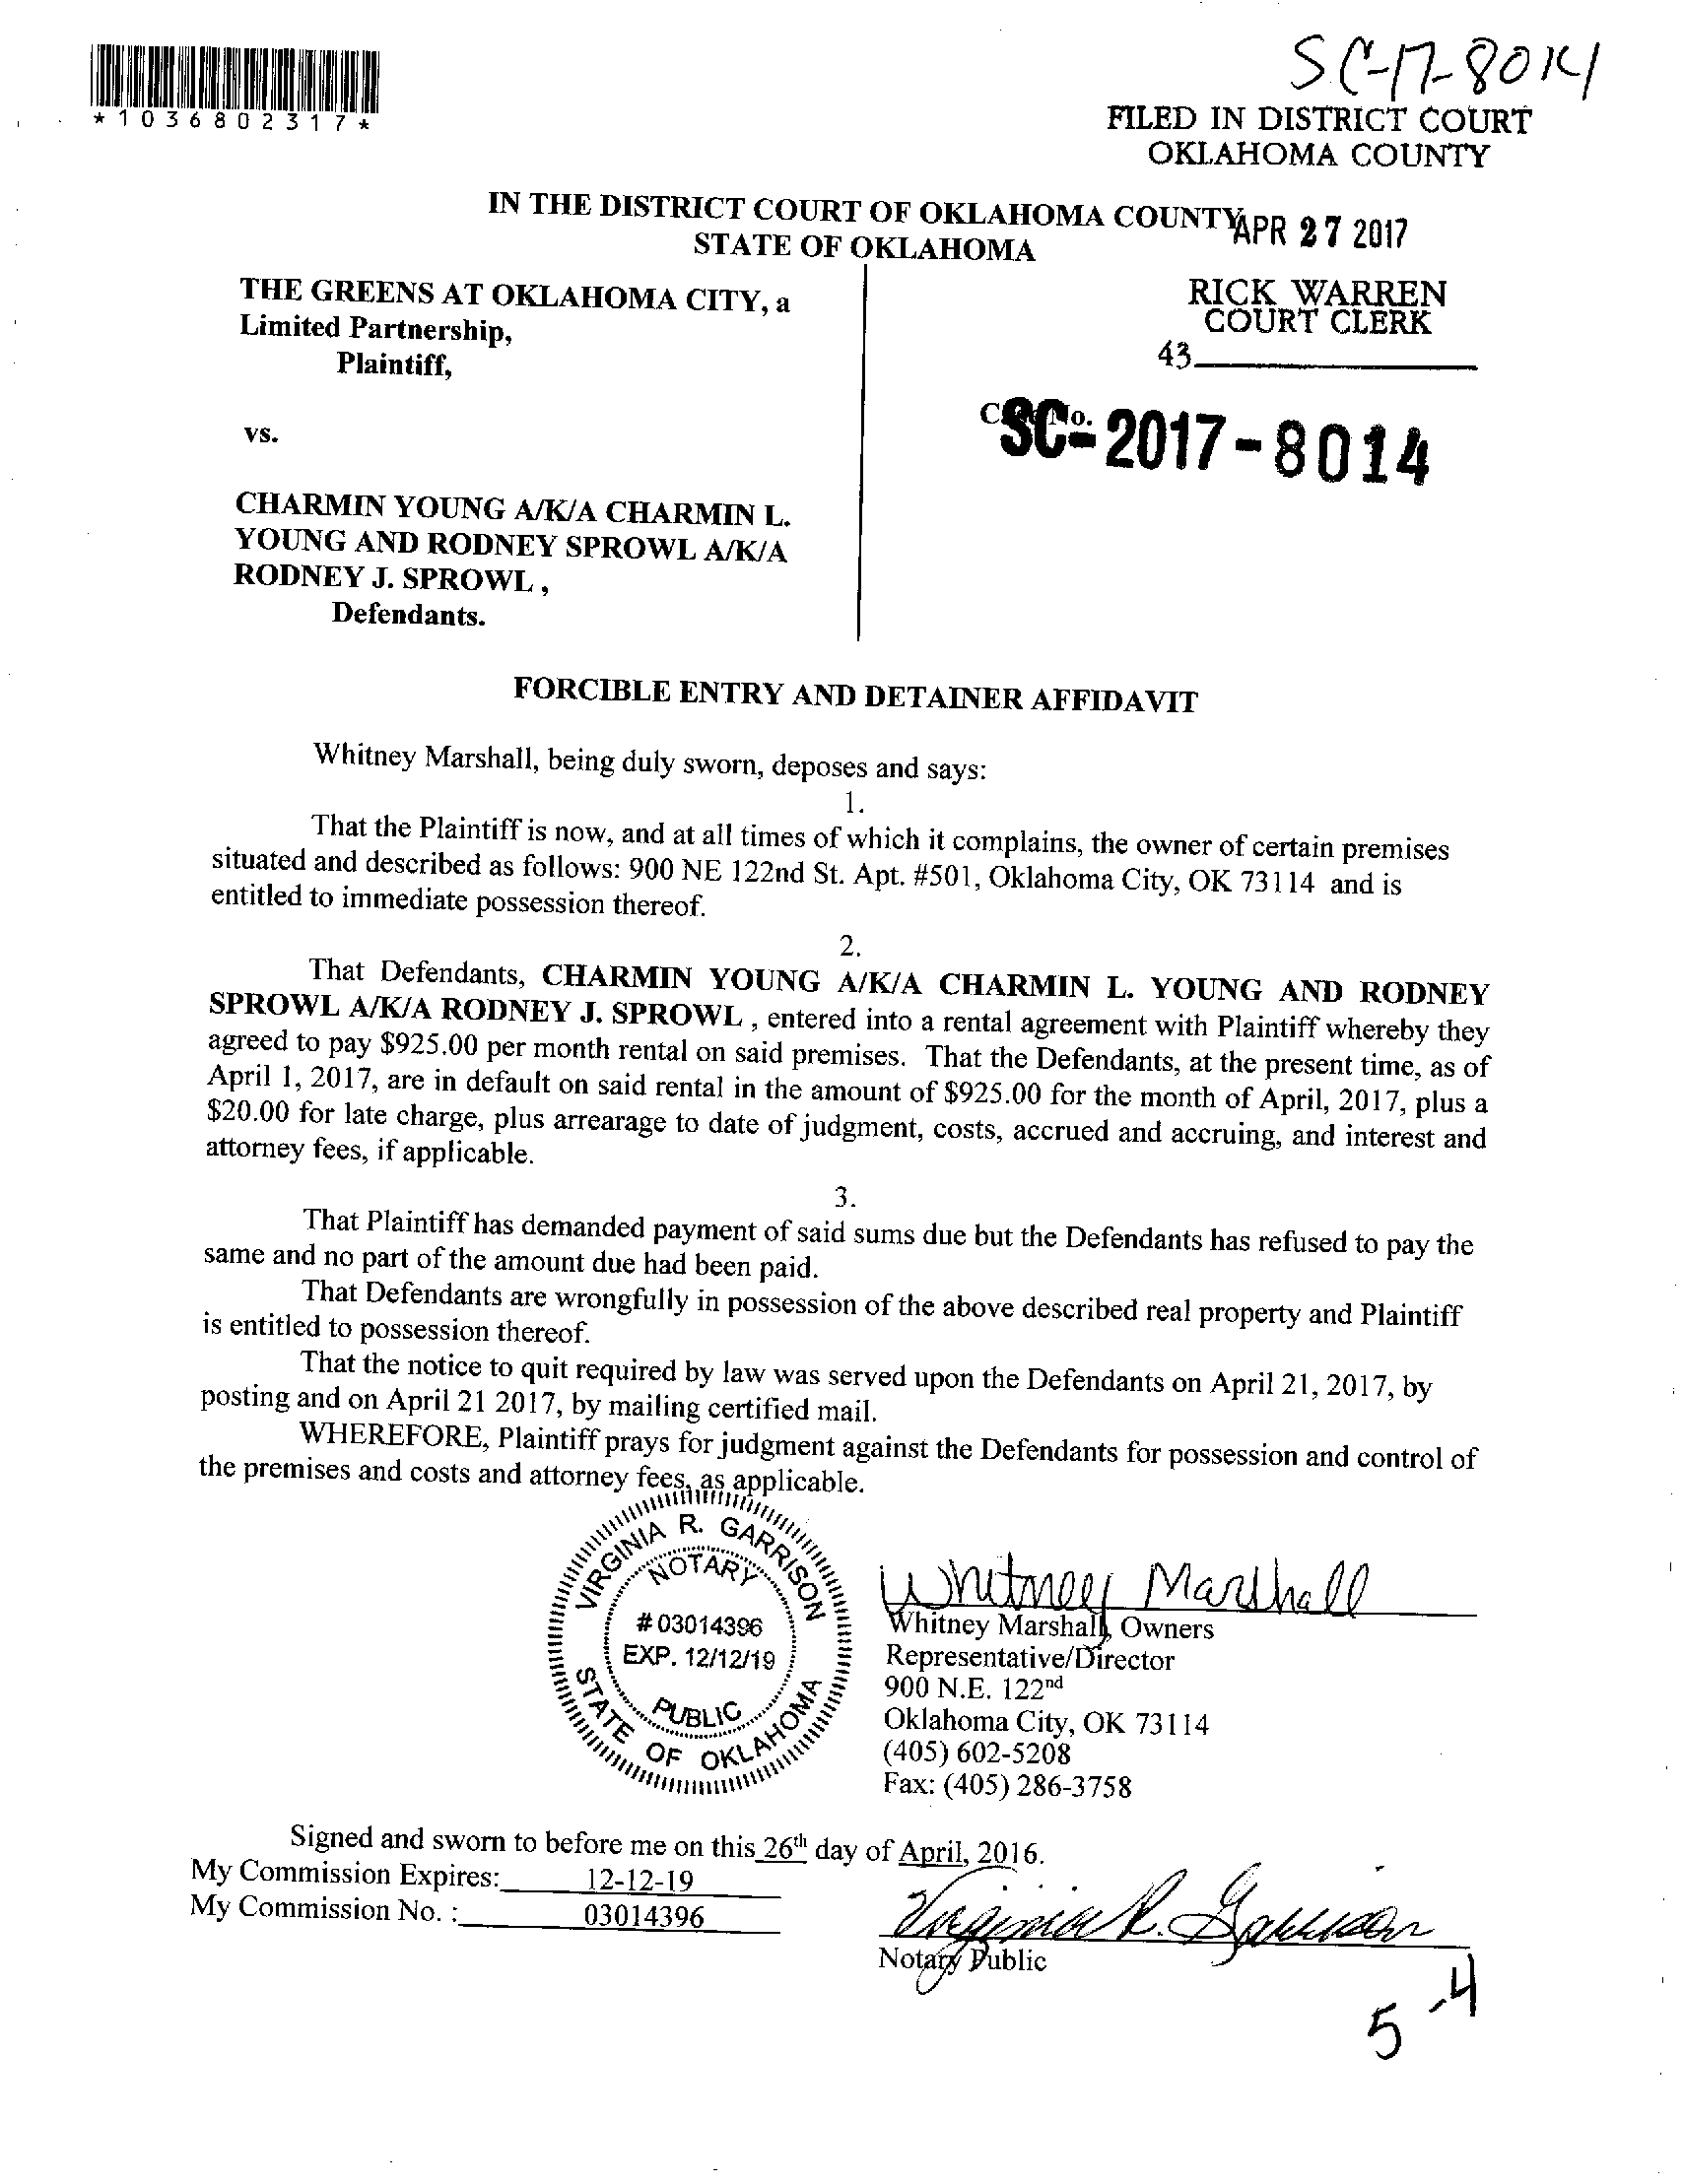 SC-17-8014
*1036802317*
FILED IN DISTRICT COURT
OKLAHOMA COUNTY
IN THE DISTRICT COURT OF OKLAHOMA COUNTY
APR 27 2017
STATE OF OKLAHOMA
THE GREENS AT OKLAHOMA CITY, a
Limited Partnership,
Plaintiff,
RICK WARREN
COURT CLERK
43
vs.
SC-2017-8014
CHARMIN YOUNG A/K/A CHARMIN L.
YOUNG AND RODNEY SPROWL A/K/A
RODNEY J. SPROWL ,
Defendants.
FORCIBLE ENTRY AND DETAINER AFFIDAVIT
Whitney Marshall, being duly sworn, deposes and says:
1.
That the Plaintiff is now, and at all times of which it complains, the owner of certain premises
situated and described as follows: 900 NE 122nd St. Apt. #501, Oklahoma City, OK 73114 and is
entitled to immediate possession thereof.
2.
That Defendants, CHARMIN YOUNG A/K/A CHARMIN L. YOUNG AND RODNEY
SPROWL A/K/A RODNEY J. SPROWL , entered into a rental agreement with Plaintiff whereby they
agreed to pay $925.00 per month rental on said premises. That the Defendants, at the present time, as of
April 1, 2017, are in default on said rental in the amount of $925.00 for the month of April, 2017, plus a
$20.00 for late charge, plus arrearage to date of judgment, costs, accrued and accruing, and interest and
attorney fees, if applicable.
3.
That Plaintiff has demanded payment of said sums due but the Defendants has refused to pay the
same and no part of the amount due had been paid.
That Defendants are wrongfully in possession of the above described real property and Plaintiff
is entitled to possession thereof.
That the notice to quit required by law was served upon the Defendants on April 21, 2017, by
posting and on April 21 2017, by mailing certified mail.
WHEREFORE, Plaintiff prays for judgment against the Defendants for possession and control of
the premises and costs and attorney fees, as applicable.
VIRGINIA R. GARRISON
NOTARY
#03014396
EXP. 12/12/19
PUBLIC
STATE OF OKLAHOMA
Whitney Marshall
Whitney Marshall, Owners
Representative/Director
900 N.E. 122nd
Oklahoma City, OK 73114
(405) 602-5208
Fax: (405) 286-3758
Signed and sworn to before me on this 26th day of April, 2016.
My Commission Expires: 12-12-19
My Commission No. : 03014396
Virginia R. Garrison
Notary Public
5-4